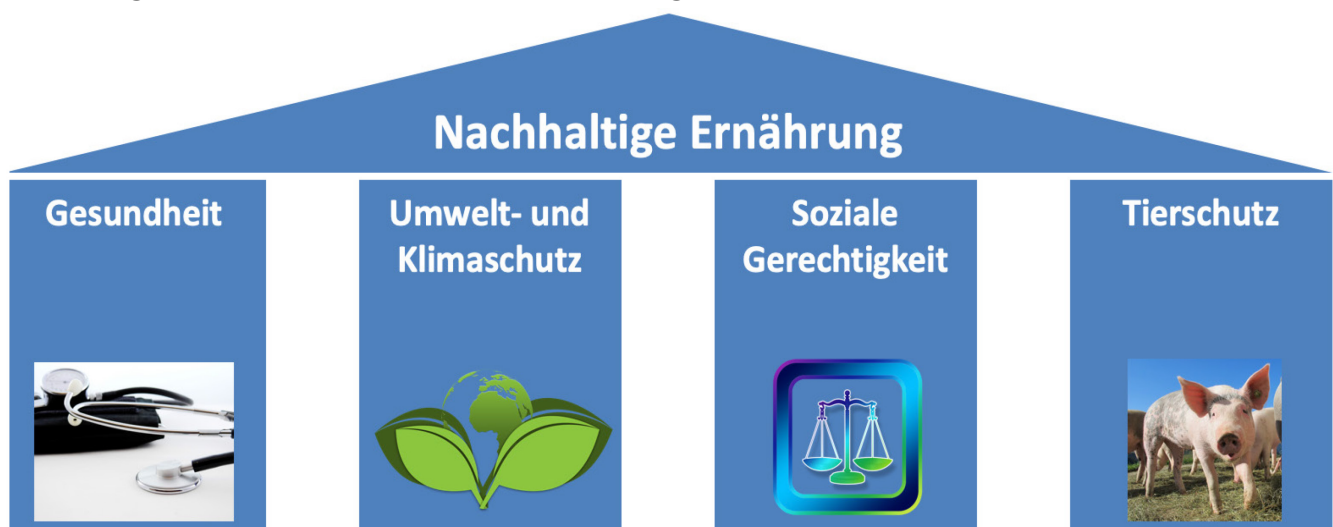 Nachhaltige Ernährung
Gesundheit
Umwelt- und
Klimaschutz
Soziale
Gerechtigkeit
Tierschutz